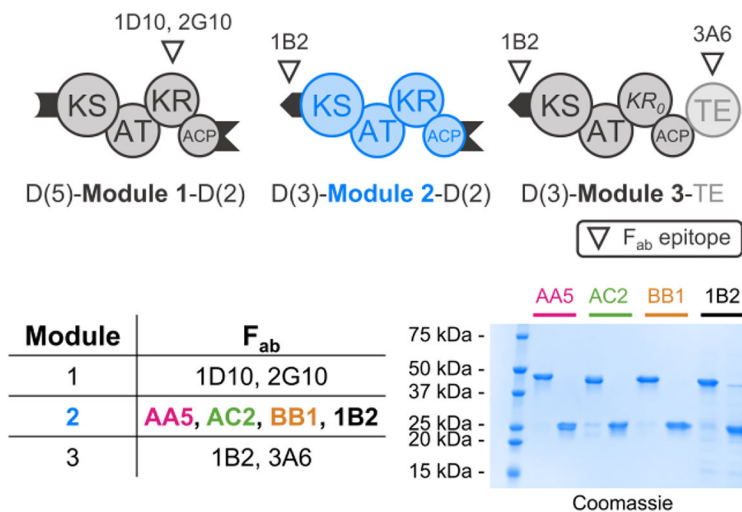 1D10, 2G10
KS
AT
KR
ACP
D(5)-Module 1-D(2)
1B2
KS
AT
KR
ACP
D(3)-Module 2-D(2)
1B2
3A6
KS
AT
KR0
ACP
TE
D(3)-Module 3-TE
Fab epitope
Module Fab
1 1D10, 2G10
2 AA5, AC2, BB1, 1B2
3 1B2, 3A6
AA5 AC2 BB1 1B2
75 kDa -
50 kDa -
37 kDa -
25 kDa -
20 kDa -
15 kDa -
Coomassie